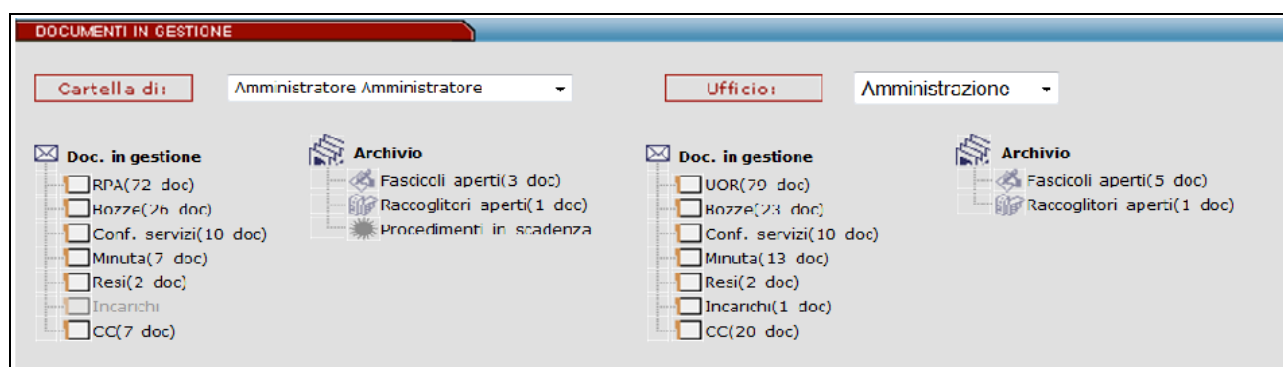 DOCUMENTI IN GESTIONE
Cartella di: Amministratore Amministratore
Ufficio: Amministrazione
Doc. in gestione
RPA(72 doc)
Bozze(26 doc)
Conf. servizi(10 doc)
Minuta(7 doc)
Resi(2 doc)
Incarichi
CC(7 doc)
Archivio
Fascicoli aperti(3 doc)
Raccoglitori aperti(1 doc)
Procedimenti in scadenza
Doc. in gestione
UOR(79 doc)
Bozze(23 doc)
Conf. servizi(10 doc)
Minuta(13 doc)
Resi(2 doc)
Incarichi(1 doc)
CC(20 doc)
Archivio
Fascicoli aperti(5 doc)
Raccoglitori aperti(1 doc)